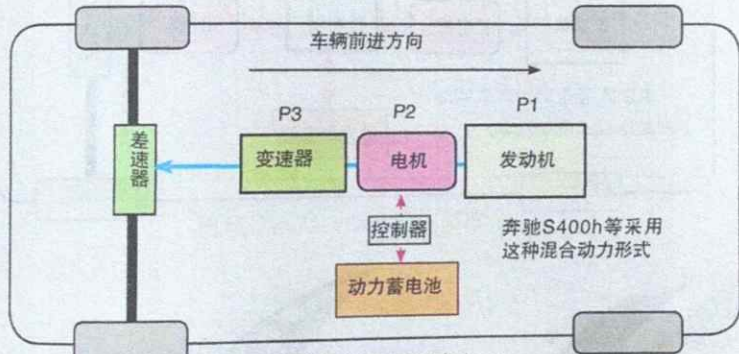 车辆前进方向
P3
P2
P1
差速器
变速器
电机
发动机
控制器
奔驰S400h等采用
这种混合动力形式
动力蓄电池